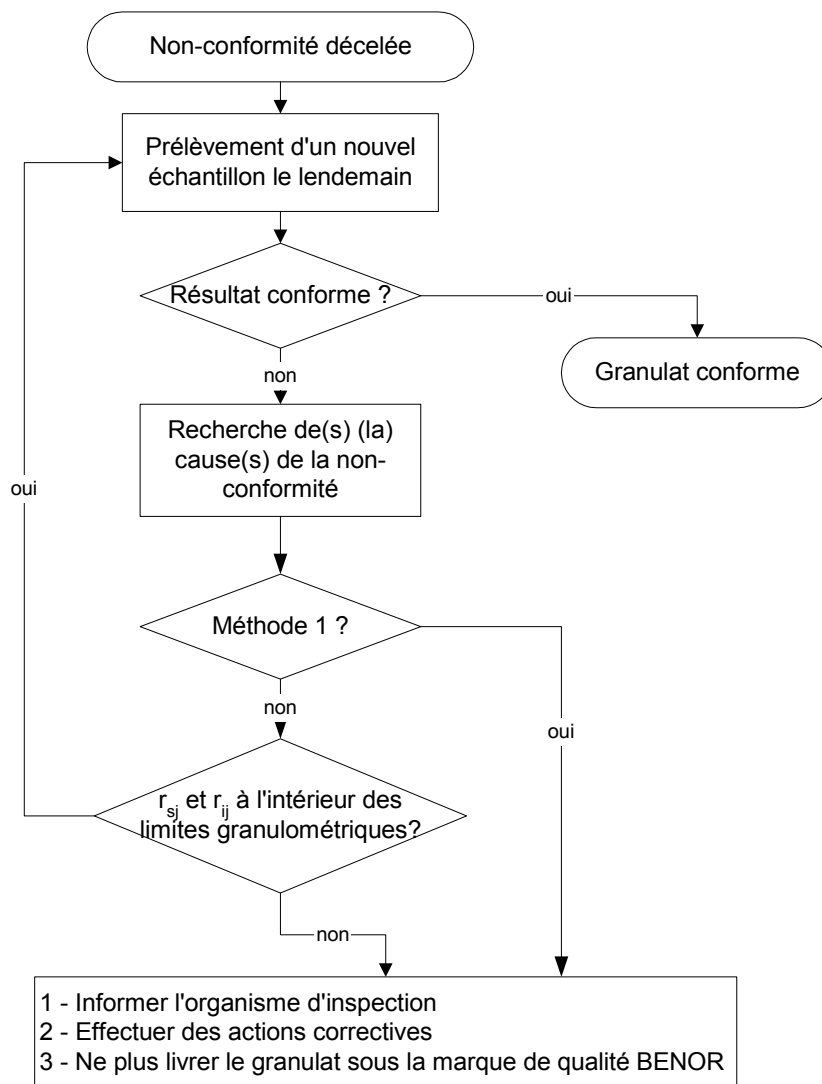 Non-conformité décelée
Prélèvement d'un nouvel
échantillon le lendemain
Résultat conforme ?
oui
Granulat conforme
non
Recherche de(s) (la)
cause(s) de la non-
conformité
oui
Méthode 1 ?
non
oui
rsj et rij à l'intérieur des
limites granulométriques?
non
1 - Informer l'organisme d'inspection
2 - Effectuer des actions correctives
3 - Ne plus livrer le granulat sous la marque de qualité BENOR